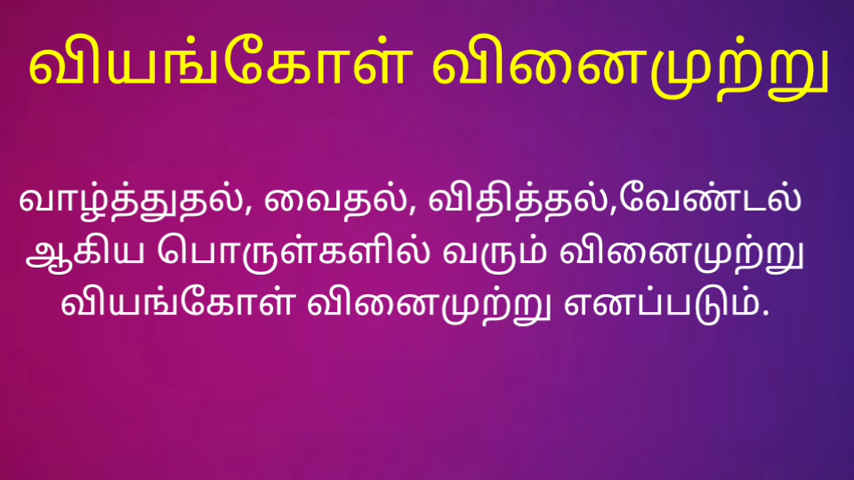 வியங்கோள் வினைமுற்று
வாழ்த்துதல், வைதல், விதித்தல்,வேண்டல்
ஆகிய பொருள்களில் வரும் வினைமுற்று
வியங்கோள் வினைமுற்று எனப்படும்.